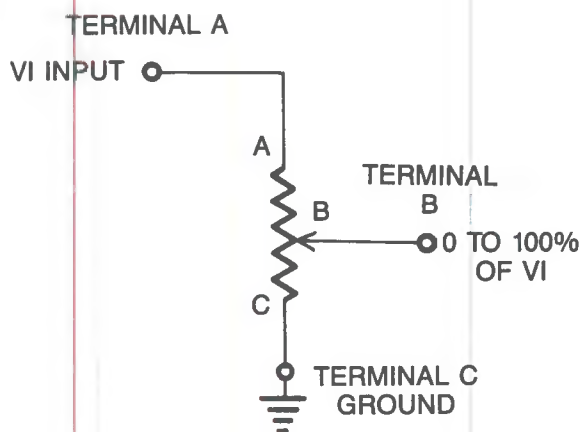 TERMINAL A
VI INPUT
A
TERMINAL
B
B
0 TO 100%
OF VI
C
TERMINAL C
GROUND